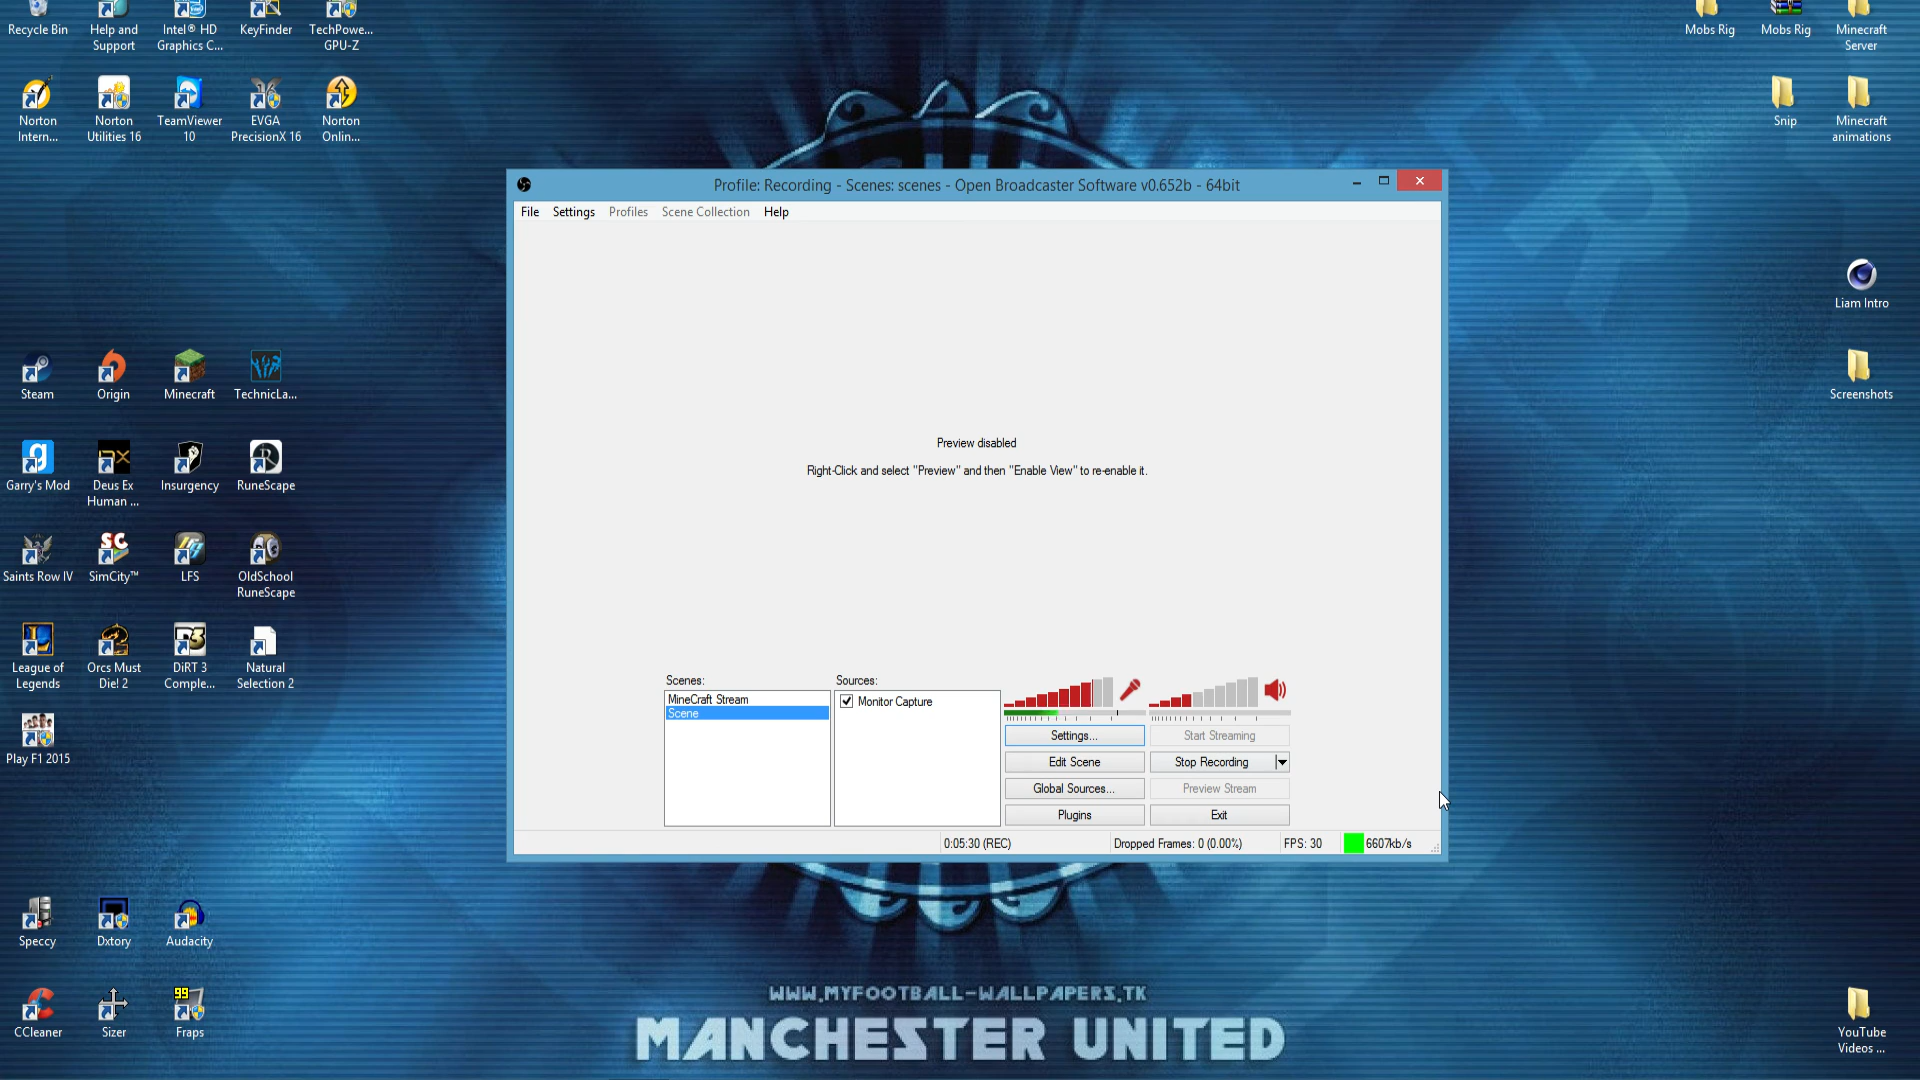 Recycle Bin
Help and
Support
Intel® HD
Graphics C...
KeyFinder
TechPowe...
GPU-Z
Mobs Rig
Mobs Rig
Minecraft
Server
Norton
Intern...
Norton
Utilities 16
TeamViewer
10
EVGA
PrecisionX 16
Norton
Onlin...
Snip
Minecraft
animations
Profile: Recording - Scenes: scenes - Open Broadcaster Software v0.652b - 64bit
File Settings Profiles Scene Collection Help
Liam Intro
Steam
Origin
Minecraft
TechnicLa...
Screenshots
Preview disabled
Right-Click and select "Preview" and then "Enable View" to re-enable it.
Garry's Mod
Deus Ex
Human ...
Insurgency
RuneScape
Saints Row IV
SimCity™
LFS
OldSchool
RuneScape
League of
Legends
Orcs Must
Die! 2
DiRT 3
Comple...
Natural
Selection 2
Play F1 2015
Scenes:
MineCraft Stream
Scene
Sources:
Monitor Capture
Settings...
Start Streaming
Edit Scene
Stop Recording
Global Sources...
Preview Stream
Plugins
Exit
0:05:30 (REC)
Dropped Frames: 0 (0.00%)
FPS: 30
6607kb/s
Speccy
Dxtory
Audacity
CCleaner
Sizer
99
Fraps
YouTube
Videos ...
WWW.MYFOOTBALL-WALLPAPERS.TK
MANCHESTER UNITED